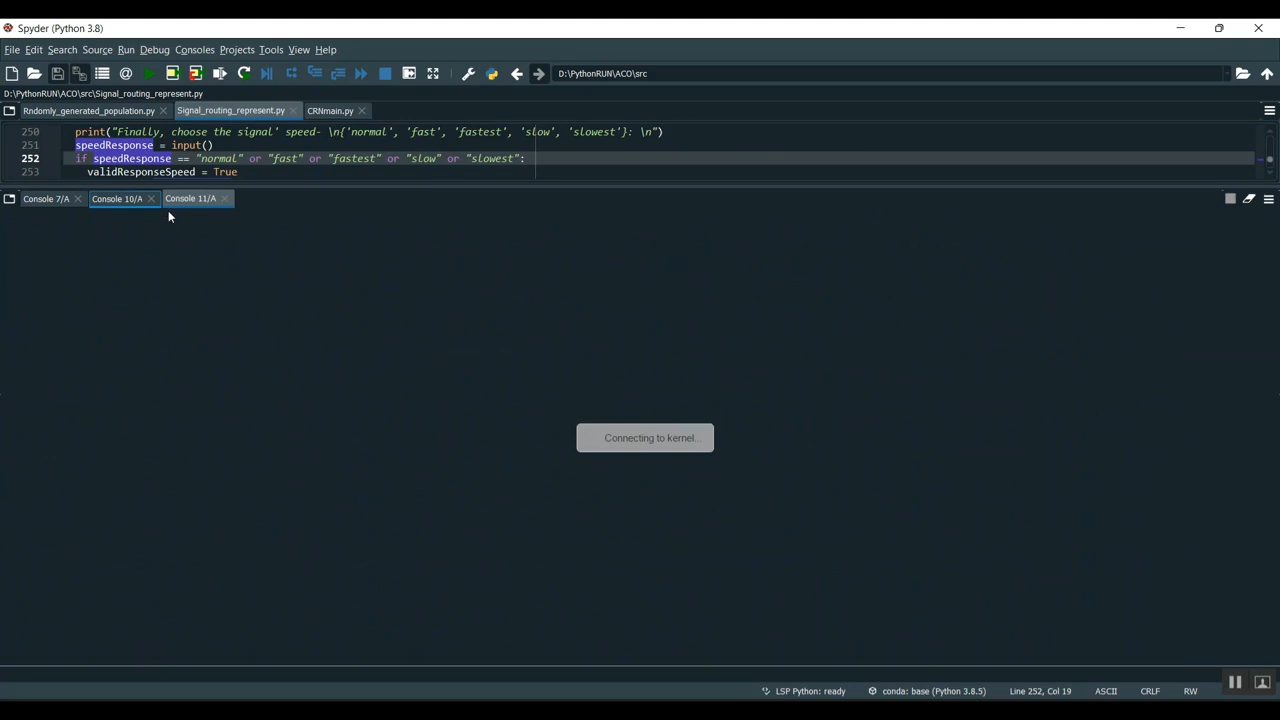 Spyder (Python 3.8)
File Edit Search Source Run Debug Consoles Projects Tools View Help
D:\PythonRUN\ACO\src
D:\PythonRUN\ACO\src\Signal_routing_represent.py
Rndomly_generated_population.py Signal_routing_represent.py CRNmain.py
250 print("Finally, choose the signal' speed- \n{'normal', 'fast', 'fastest', 'slow', 'slowest'}: \n")
251 speedResponse = input()
252 if speedResponse == "normal" or "fast" or "fastest" or "slow" or "slowest":
253 validResponseSpeed = True
Console 7/A Console 10/A Console 11/A
Connecting to kernel...
LSP Python: ready conda: base (Python 3.8.5) Line 252, Col 19 ASCII CRLF RW